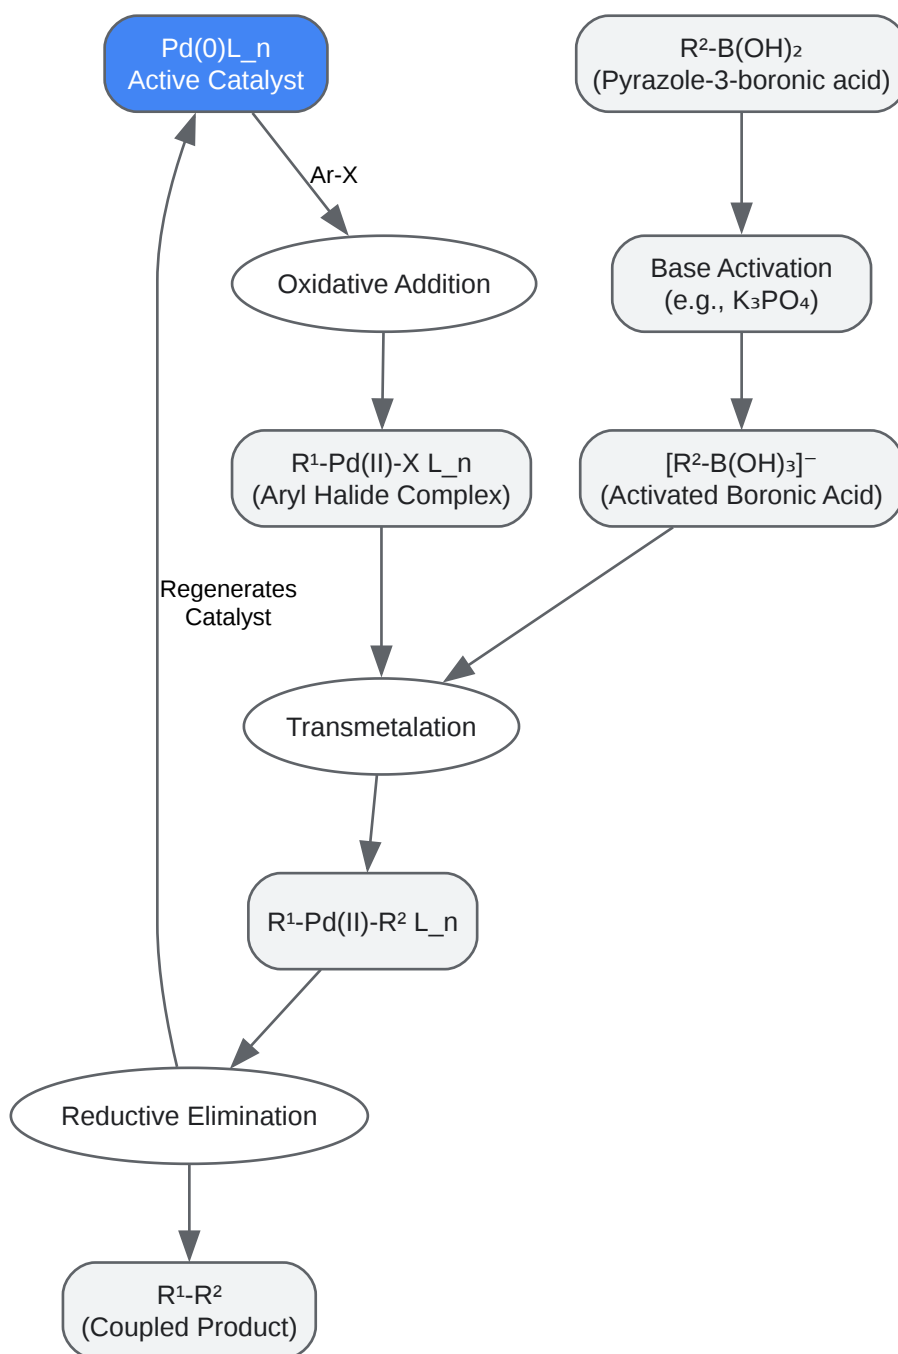 Pd(0)L_n
Active Catalyst
R²-B(OH)₂
(Pyrazole-3-boronic acid)
Ar-X
Oxidative Addition
Base Activation
(e.g., K₃PO₄)
R¹-Pd(II)-X L_n
(Aryl Halide Complex)
[R²-B(OH)₃]⁻
(Activated Boronic Acid)
Regenerates
Catalyst
Transmetalation
R¹-Pd(II)-R² L_n
Reductive Elimination
R¹-R²
(Coupled Product)